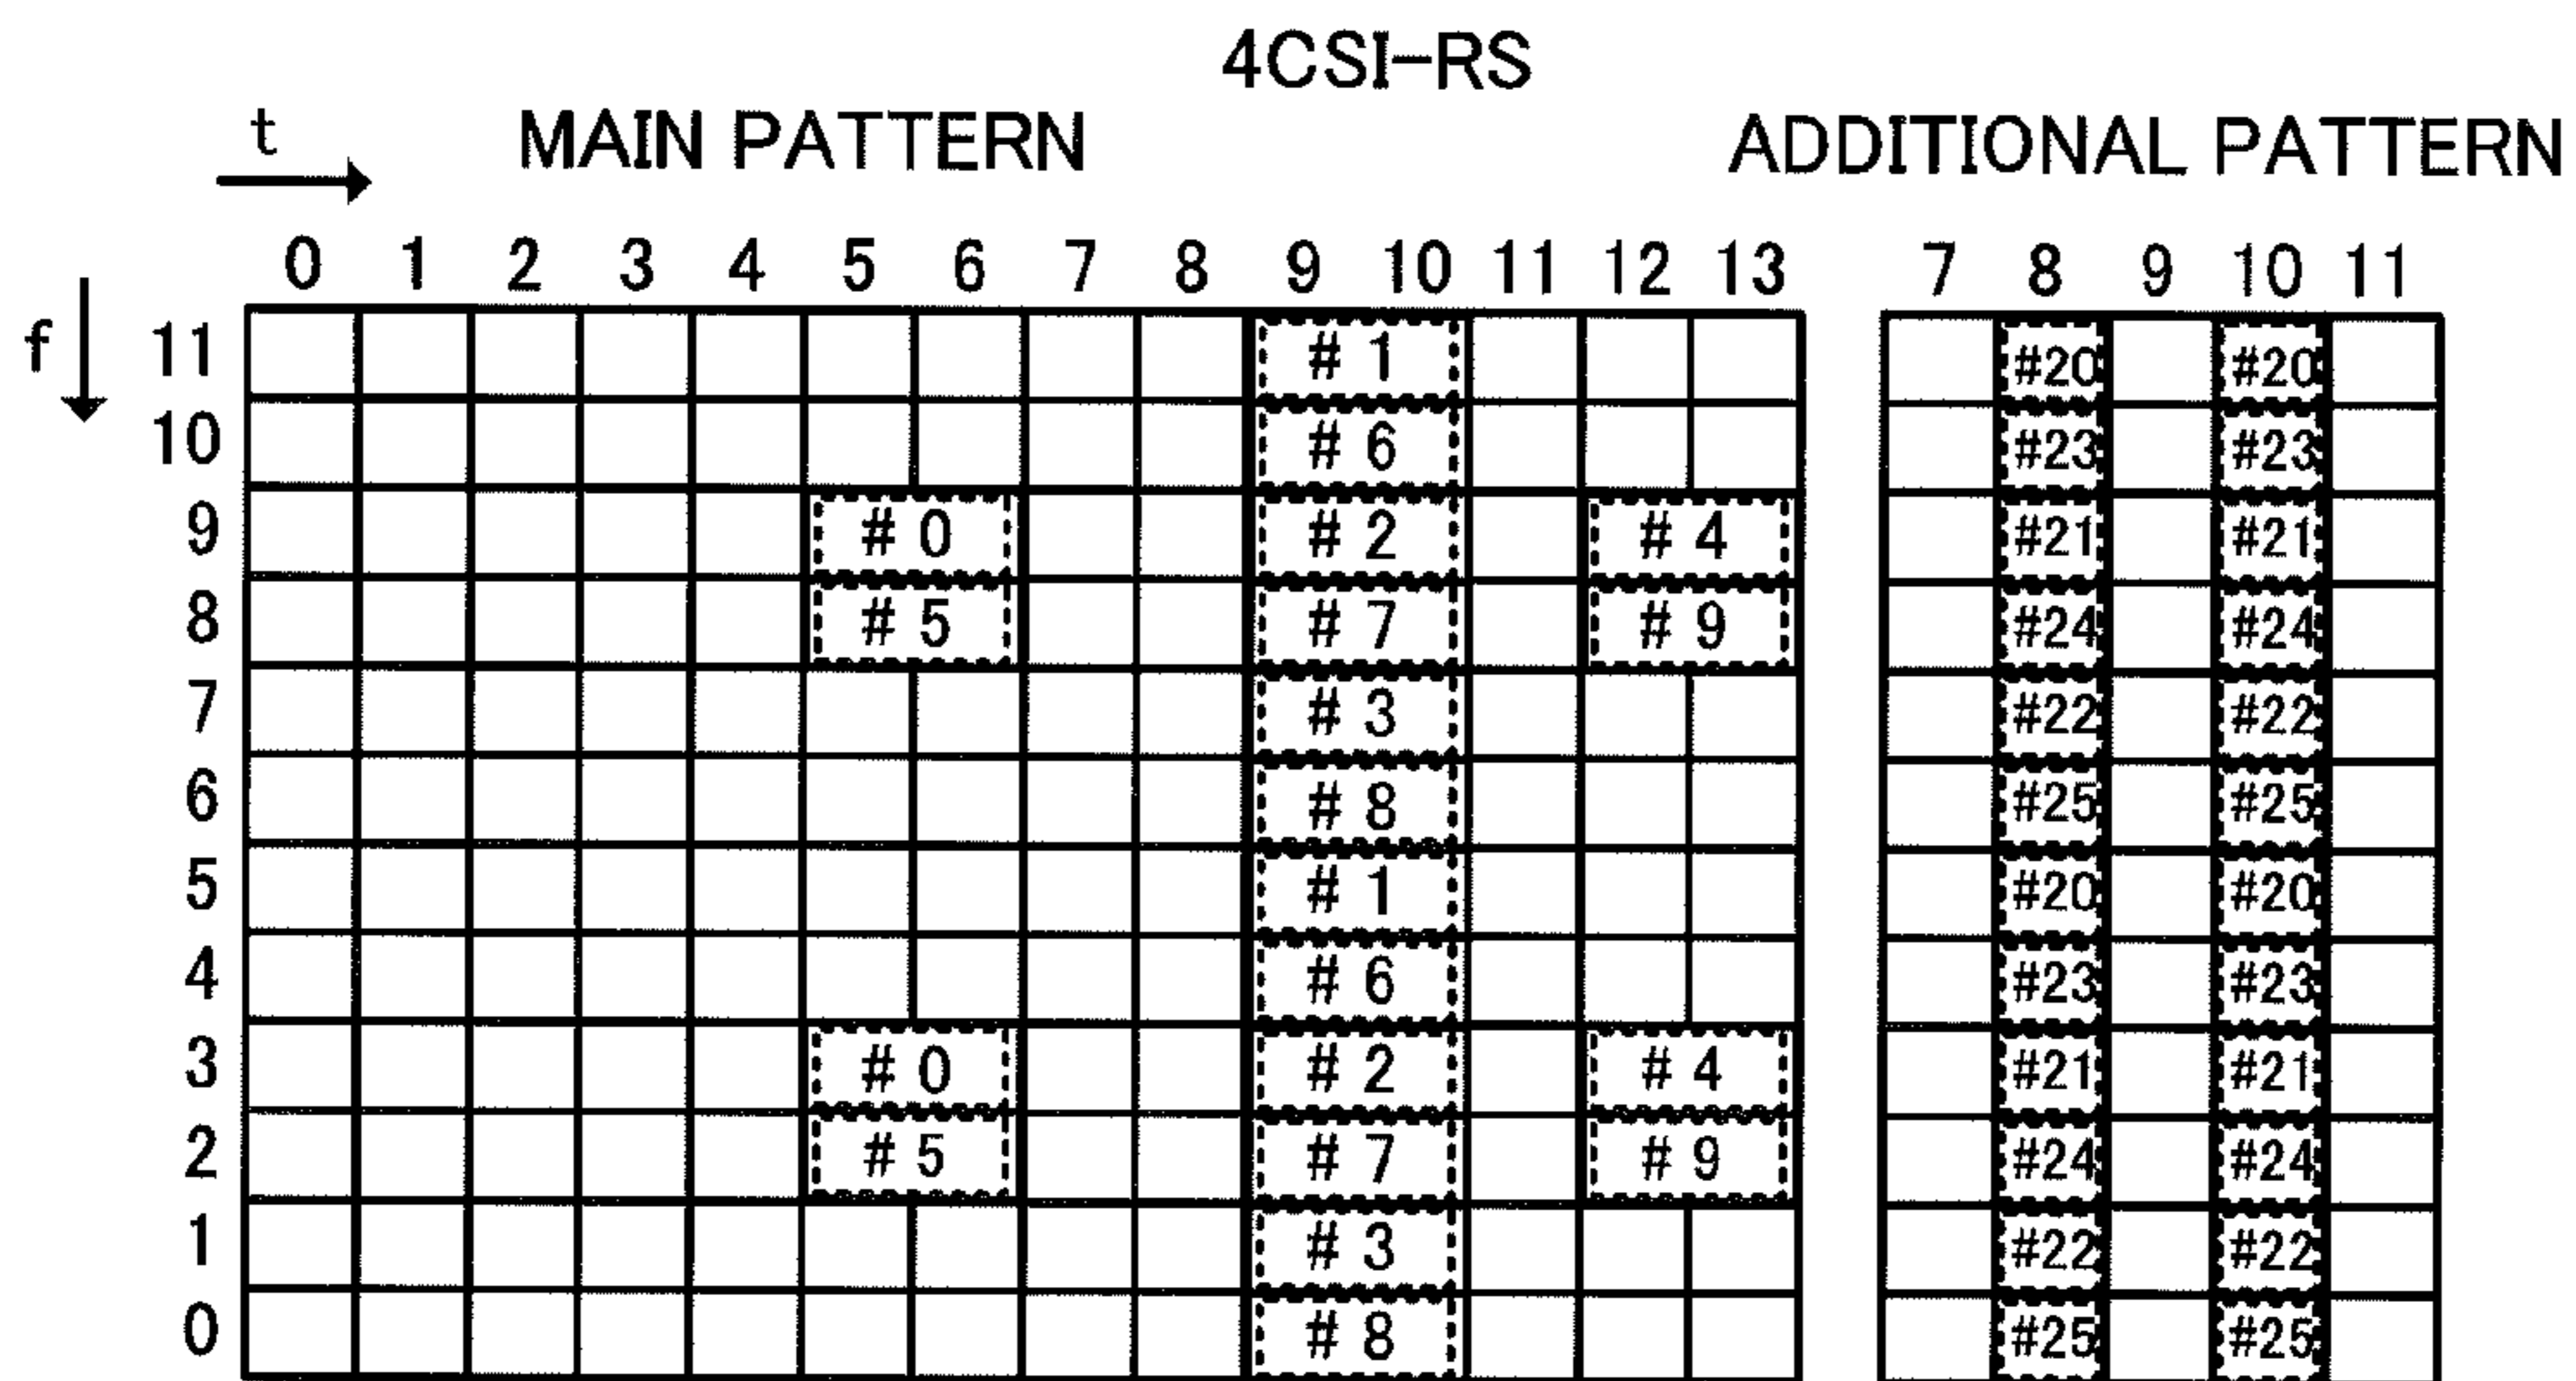 4CSI-RS
t MAIN PATTERN ADDITIONAL PATTERN
0 1 2 3 4 5 6 7 8 9 10 11 12 13 7 8 9 10 11
f 11 # 1 #20 #20
10 # 6 #23 #23
9 # 0 # 2 # 4 #21 #21
8 # 5 # 7 # 9 #24 #24
7 # 3 #22 #22
6 # 8 #25 #25
5 # 1 #20 #20
4 # 6 #23 #23
3 # 0 # 2 # 4 #21 #21
2 # 5 # 7 # 9 #24 #24
1 # 3 #22 #22
0 # 8 #25 #25